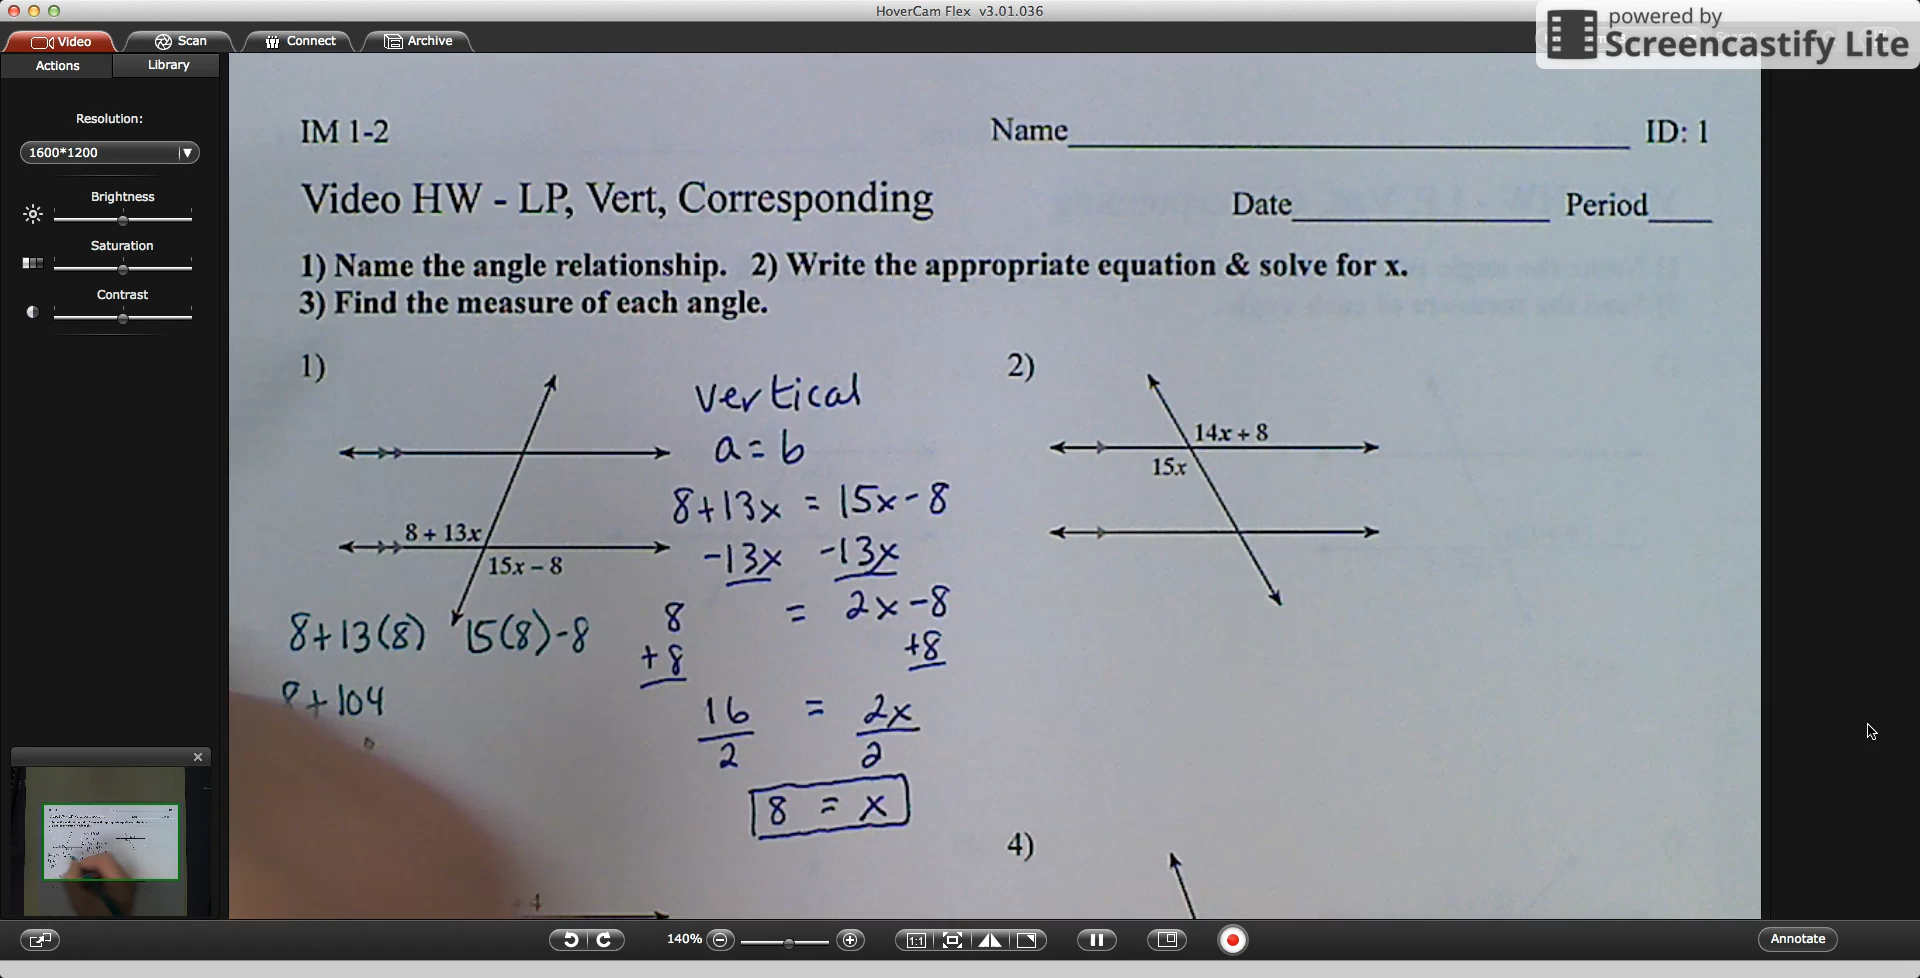 HoverCam Flex v3.01.036
powered by
Screencastify Lite
Video Scan Connect Archive
Actions Library
Resolution:
1600*1200
Brightness
Saturation
Contrast
IM 1-2 Name ID: 1
Video HW - LP, Vert, Corresponding Date Period
1) Name the angle relationship. 2) Write the appropriate equation & solve for x.
3) Find the measure of each angle.
1)
8 + 13x
15x – 8
vertical
a = b
8+13x = 15x-8
-13x -13x
8 = 2x-8
+8 +8
16 = 2x
2 2
8 = x
8+13(8) 15(8)-8
8+104
2)
14x + 8
15x
+ 4
4)
140% 1:1
Annotate